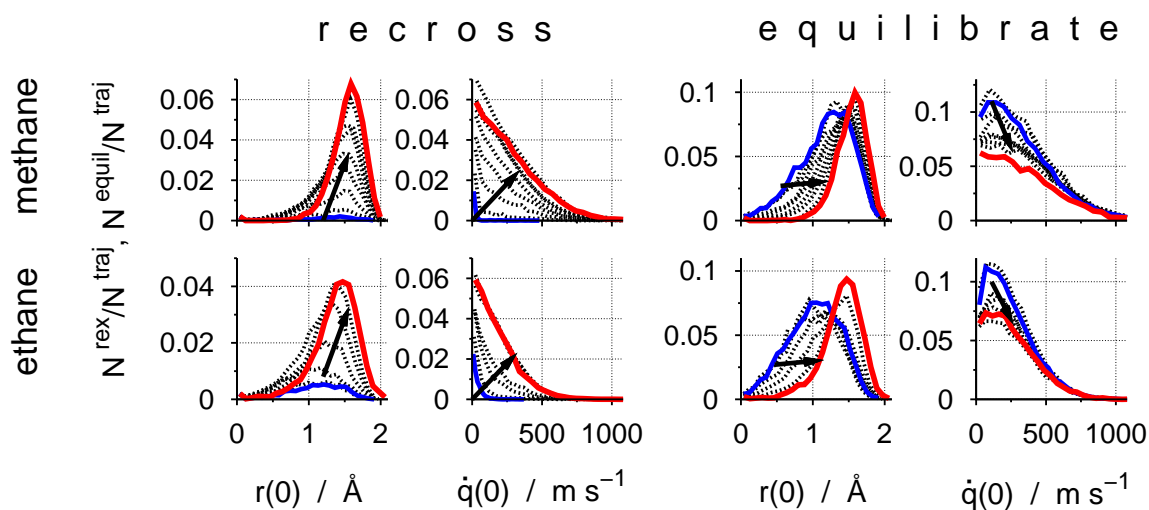 r e c r o s s
e q u i l i b r a t e
methane
ethane
N rex/N traj, N equil/N traj
0.06
0.04
0.02
0
0.06
0.04
0.02
0
0.1
0.05
0
0.1
0.05
0
0.04
0.02
0
0.06
0.04
0.02
0
0.1
0.05
0
0.1
0.05
0
0 1 2
0 500 1000
0 1 2
0 500 1000
r(0) / Å
q̇(0) / m s⁻¹
r(0) / Å
q̇(0) / m s⁻¹